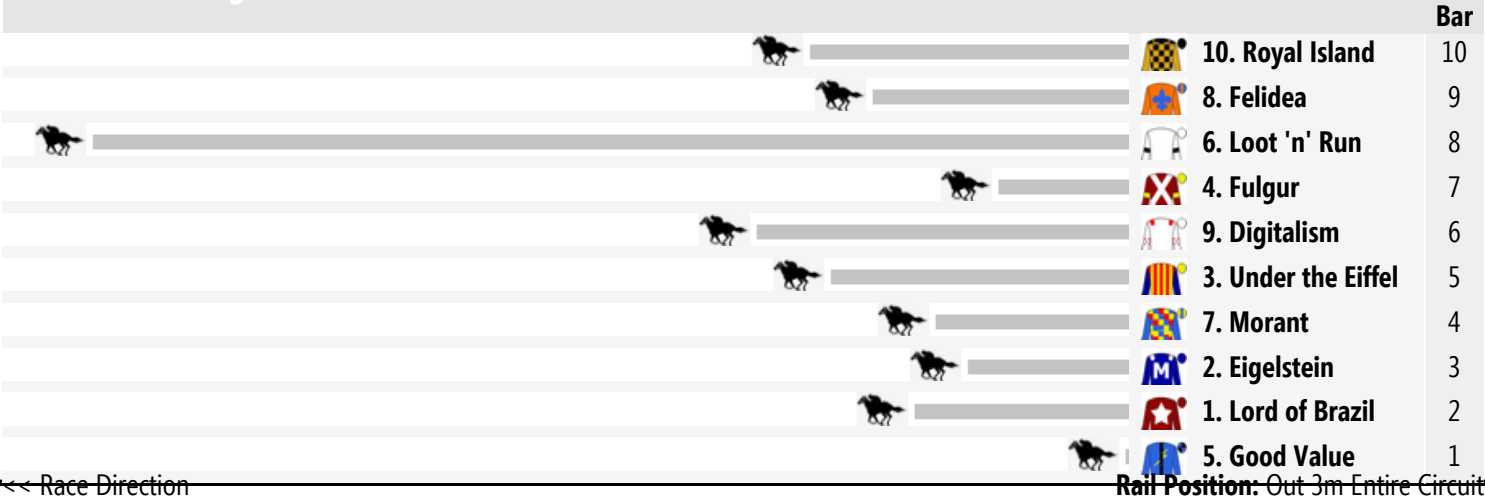 Bar
10. Royal Island 10
8. Felidea 9
6. Loot 'n' Run 8
4. Fulgur 7
9. Digitalism 6
3. Under the Eiffel 5
7. Morant 4
M 2. Eigelstein 3
1. Lord of Brazil 2
5. Good Value 1
<< Race Direction Rail Position: Out 3m Entire Circuit